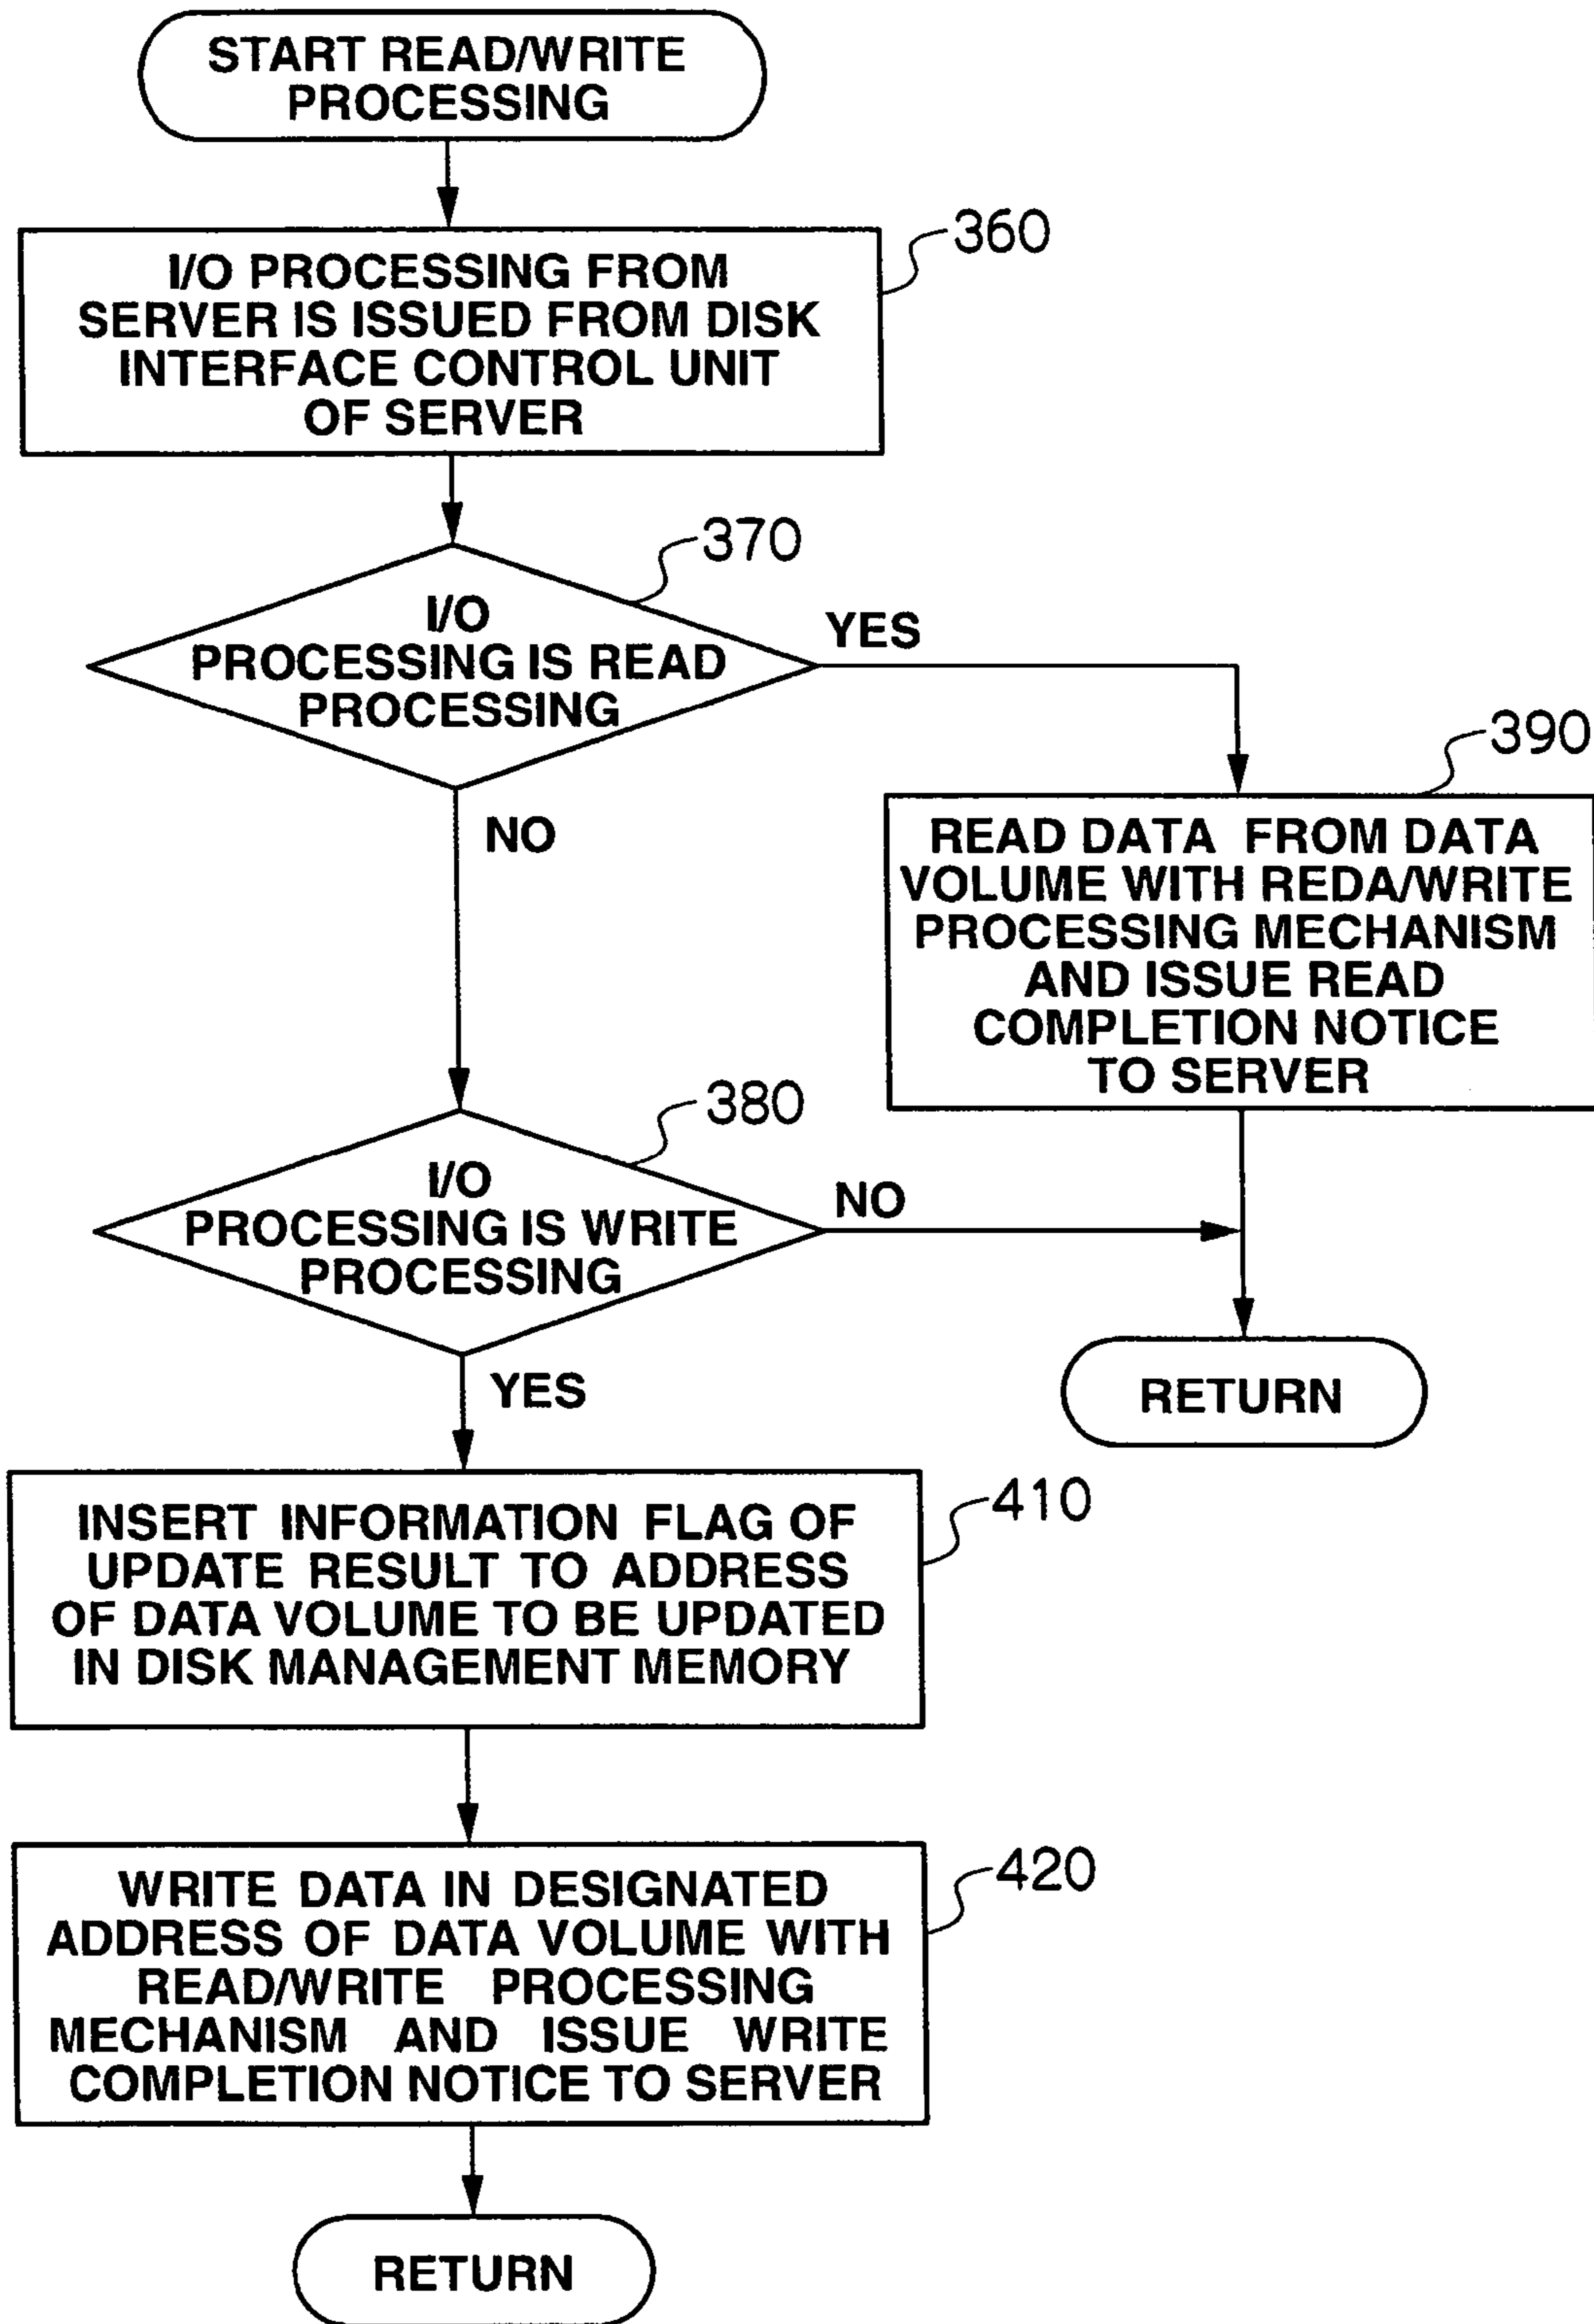 START READ/WRITE
PROCESSING
360
I/O PROCESSING FROM
SERVER IS ISSUED FROM DISK
INTERFACE CONTROL UNIT
OF SERVER
370
I/O
PROCESSING IS READ
PROCESSING
YES
NO
390
READ DATA FROM DATA
VOLUME WITH REDA/WRITE
PROCESSING MECHANISM
AND ISSUE READ
COMPLETION NOTICE
TO SERVER
380
I/O
PROCESSING IS WRITE
PROCESSING
NO
YES
RETURN
410
INSERT INFORMATION FLAG OF
UPDATE RESULT TO ADDRESS
OF DATA VOLUME TO BE UPDATED
IN DISK MANAGEMENT MEMORY
420
WRITE DATA IN DESIGNATED
ADDRESS OF DATA VOLUME WITH
READ/WRITE PROCESSING
MECHANISM AND ISSUE WRITE
COMPLETION NOTICE TO SERVER
RETURN